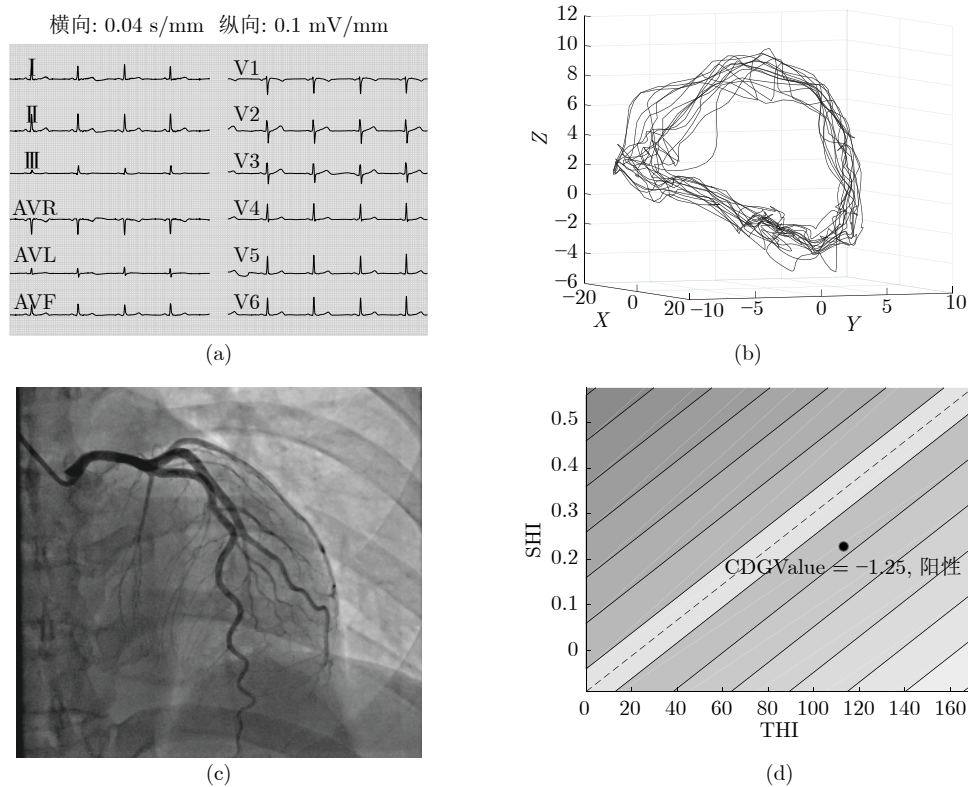 横向: 0.04 s/mm 纵向: 0.1 mV/mm
I
II
III
AVR
AVL
AVF
V1
V2
V3
V4
V5
V6
(a)
12
10
8
6
4
2
0
−2
−4
−6
Z
−20
0
20
X
−10
−5
0
5
10
Y
(b)
(c)
0.5
0.4
0.3
0.2
0.1
0
SHI
CDGValue = −1.25, 阳性
0 20 40 60 80 100 120 140 160
THI
(d)